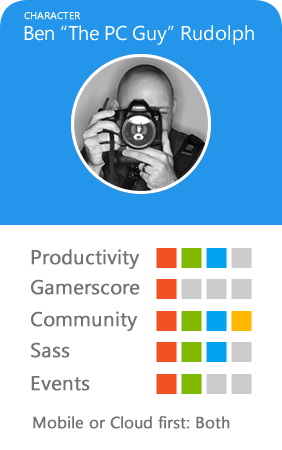 CHARACTER
Ben “The PC Guy” Rudolph
Productivity
Gamerscore
Community
Sass
Events
Mobile or Cloud first: Both